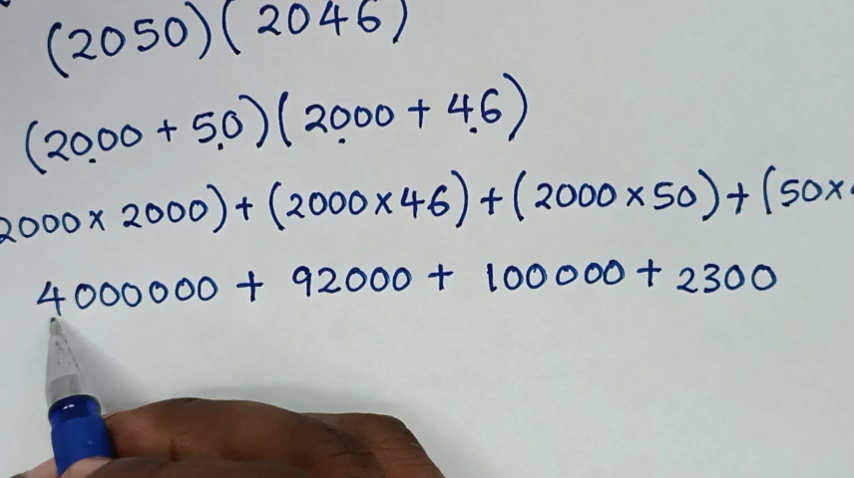 (2050)(2046)
(2000 + 50)(2000 + 46)
2000 × 2000) + (2000 × 46) + (2000 × 50) + (50 ×
4000000 + 92000 + 100000 + 2300